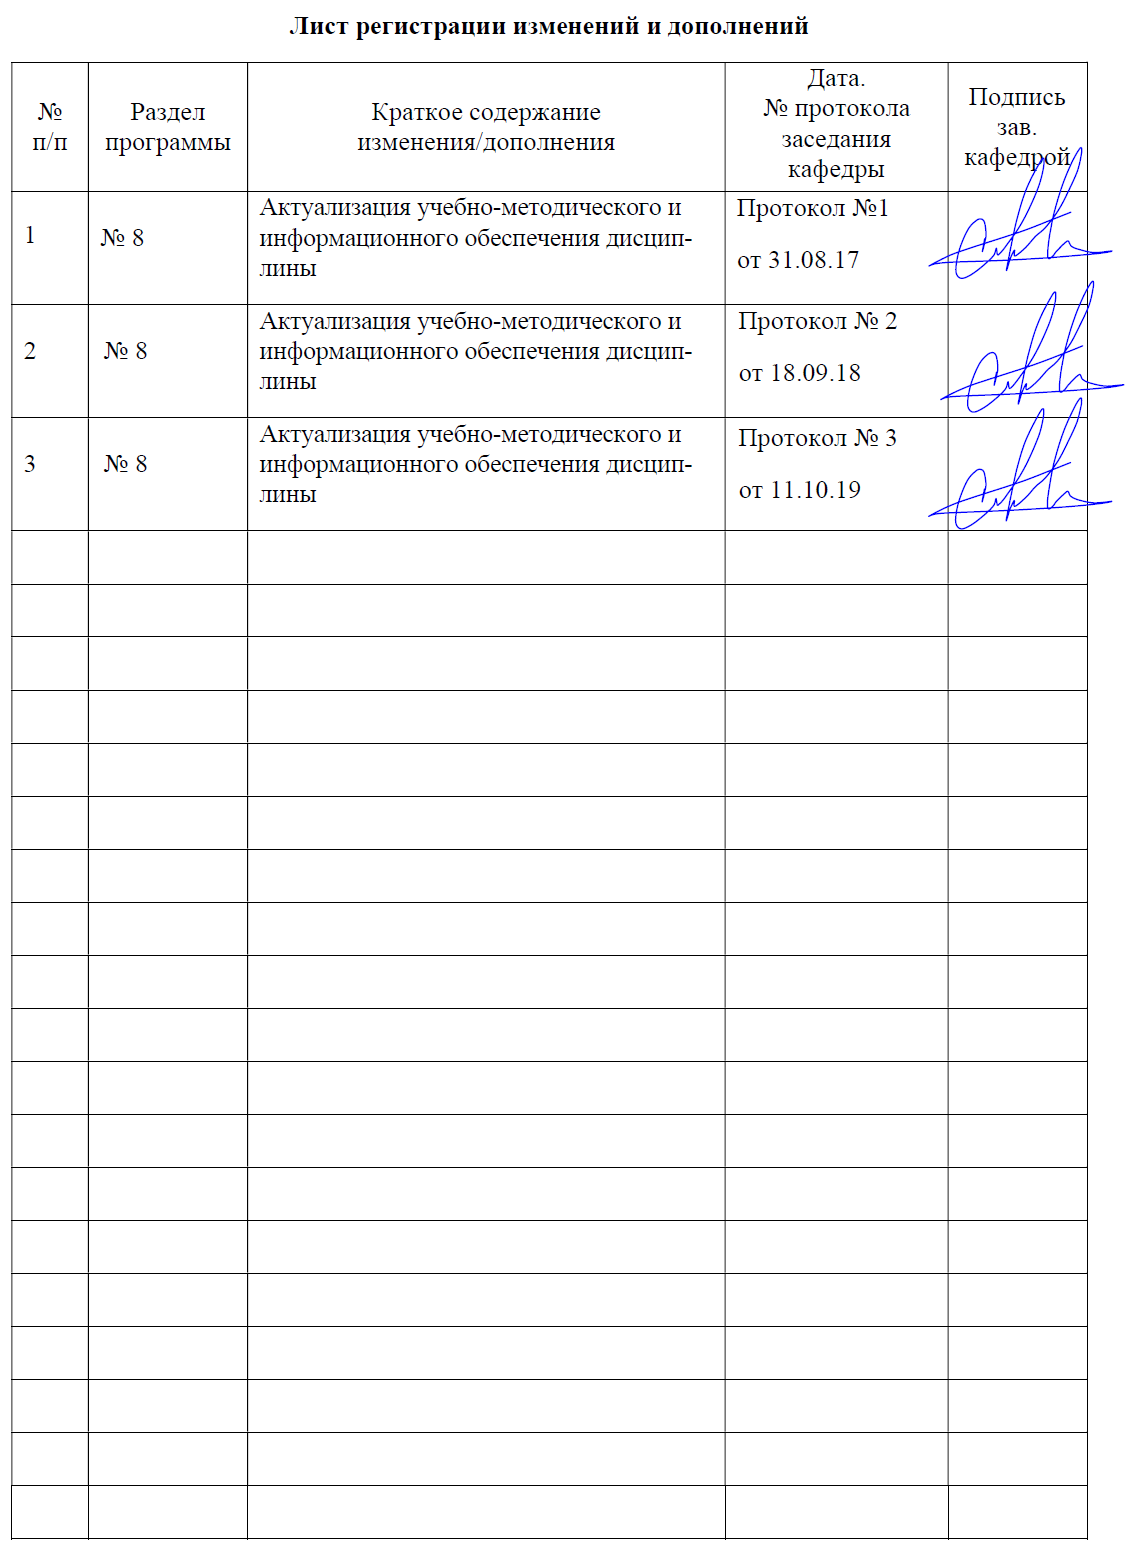 Лист регистрации изменений и дополнений
№
п/п
Раздел
программы
Краткое содержание
изменения/дополнения
Дата.
№ протокола
заседания
кафедры
Подпись
зав.
кафедрой
1
№ 8
Актуализация учебно-методического и
информационного обеспечения дисцип-
лины
Протокол №1
от 31.08.17
2
№ 8
Актуализация учебно-методического и
информационного обеспечения дисцип-
лины
Протокол № 2
от 18.09.18
3
№ 8
Актуализация учебно-методического и
информационного обеспечения дисцип-
лины
Протокол № 3
от 11.10.19